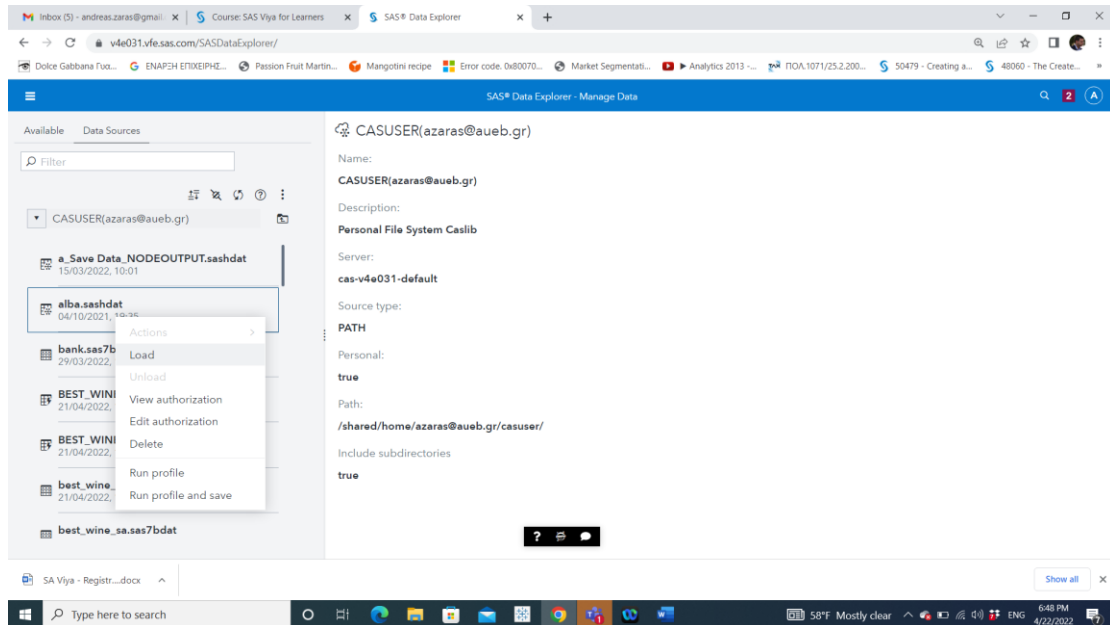 Inbox (5) - andreas.zaras@gmail.
Course: SAS Viya for Learners
SAS® Data Explorer
v4e031.vfe.sas.com/SASDataExplorer/
Dolce Gabbana Γυα...
ΕΝΑΡΞΗ ΕΠΙΧΕΙΡΗΣ...
Passion Fruit Martin...
Mangotini recipe
Error code. 0x80070...
Market Segmentati...
Analytics 2013 -...
ΠΟΛ.1071/25.2.200...
50479 - Creating a...
48060 - The Create...
»
SAS® Data Explorer - Manage Data
2
A
Available
Data Sources
Filter
CASUSER(azaras@aueb.gr)
a_Save Data_NODEOUTPUT.sashdat
15/03/2022, 10:01
alba.sashdat
04/10/2021, 19:35
bank.sas7b
29/03/2022,
BEST_WINI
21/04/2022,
BEST_WINI
21/04/2022,
best_wine_
21/04/2022,
best_wine_sa.sas7bdat
Actions
Load
Unload
View authorization
Edit authorization
Delete
Run profile
Run profile and save
CASUSER(azaras@aueb.gr)
Name:
CASUSER(azaras@aueb.gr)
Description:
Personal File System Caslib
Server:
cas-v4e031-default
Source type:
PATH
Personal:
true
Path:
/shared/home/azaras@aueb.gr/casuser/
Include subdirectories
true
?
SA Viya - Registr....docx
Show all
Type here to search
58°F Mostly clear
ENG
6:48 PM
4/22/2022